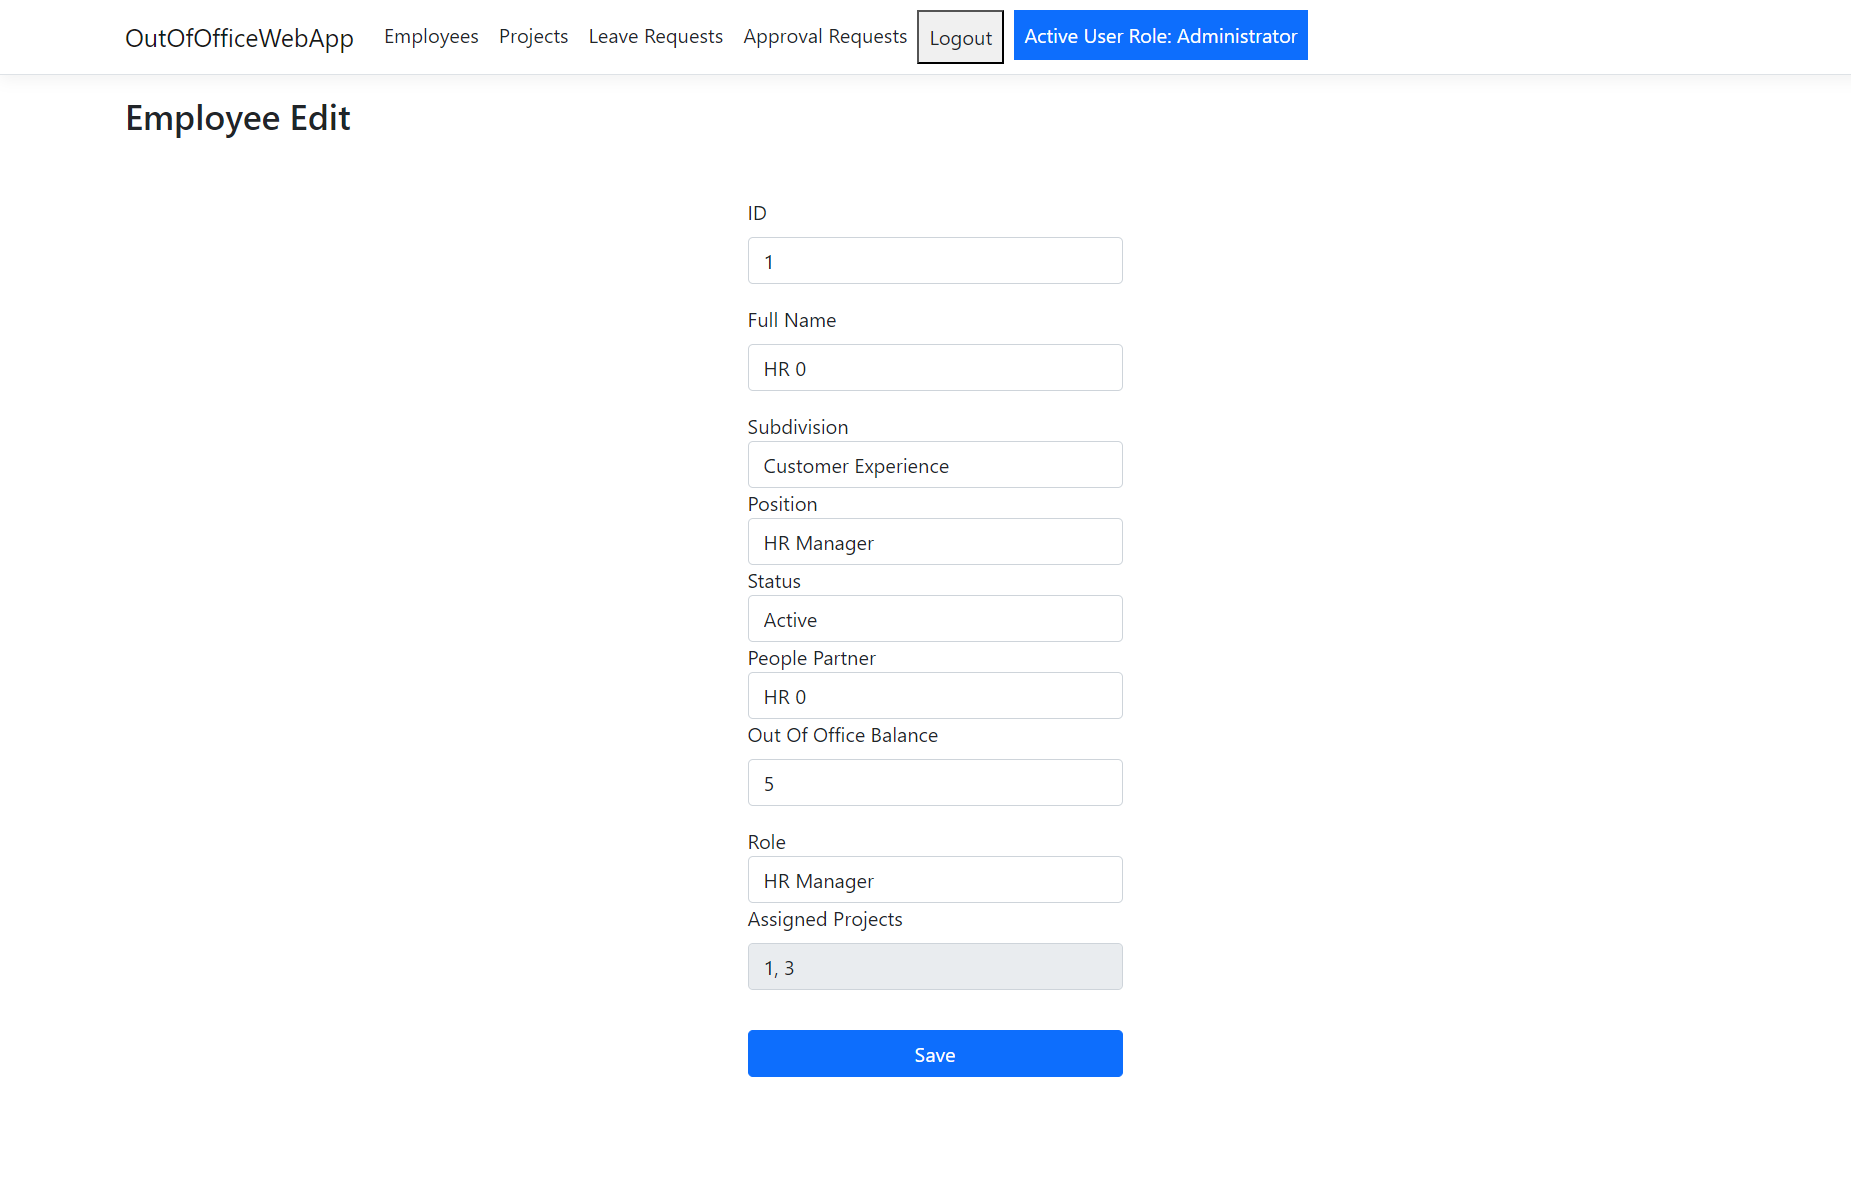 OutOfOfficeWebApp Employees Projects Leave Requests Approval Requests Logout Active User Role: Administrator
Employee Edit
ID
1
Full Name
HR 0
Subdivision
Customer Experience
Position
HR Manager
Status
Active
People Partner
HR 0
Out Of Office Balance
5
Role
HR Manager
Assigned Projects
1, 3
Save